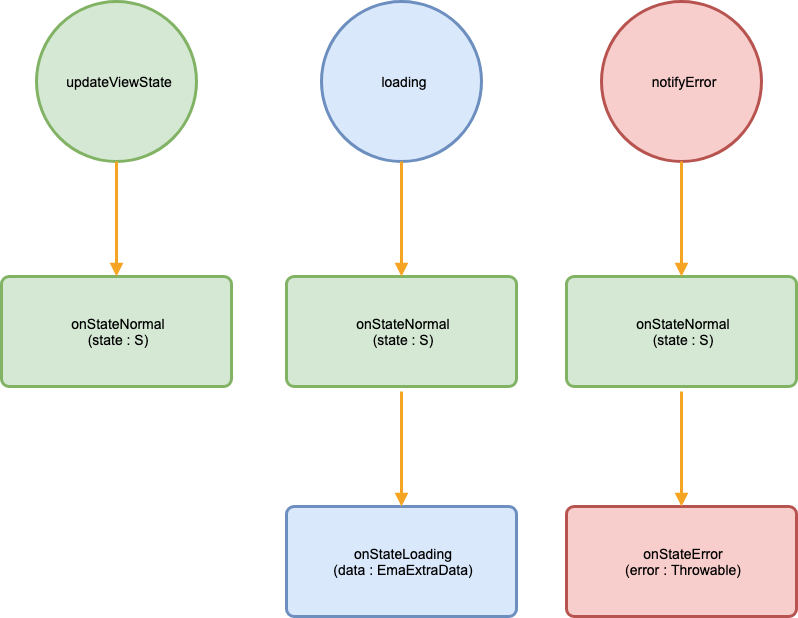 updateViewState
loading
notifyError
onStateNormal
(state : S)
onStateNormal
(state : S)
onStateNormal
(state : S)
onStateLoading
(data : EmaExtraData)
onStateError
(error : Throwable)